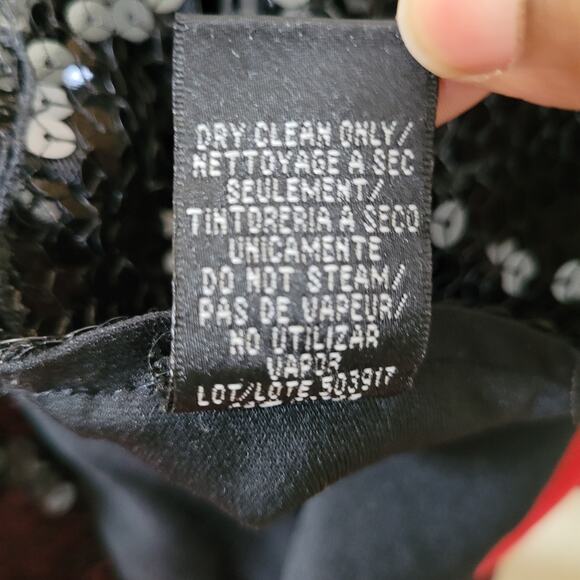 DRY CLEAN ONLY/
NETTOYAGE A SEC
SEULEMENT/
TINTORERIA A SECO
UNICAMENTE
DO NOT STEAM/
PAS DE VAPEUR/
NO UTILIZAR
VAPOR
LOT/LOTE 50391F